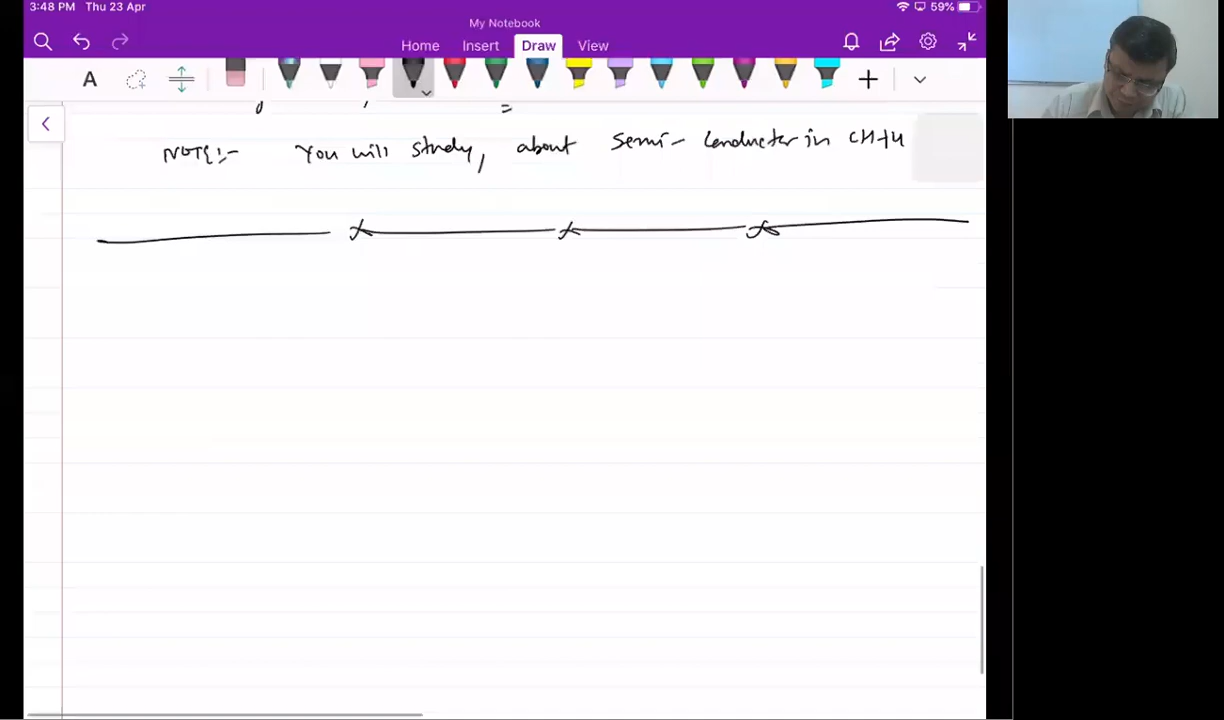 3:48 PM Thu 23 Apr
59%
My Notebook
Home Insert Draw View
A
NOTE:- You will study, about Semi-Conductor in CH-14